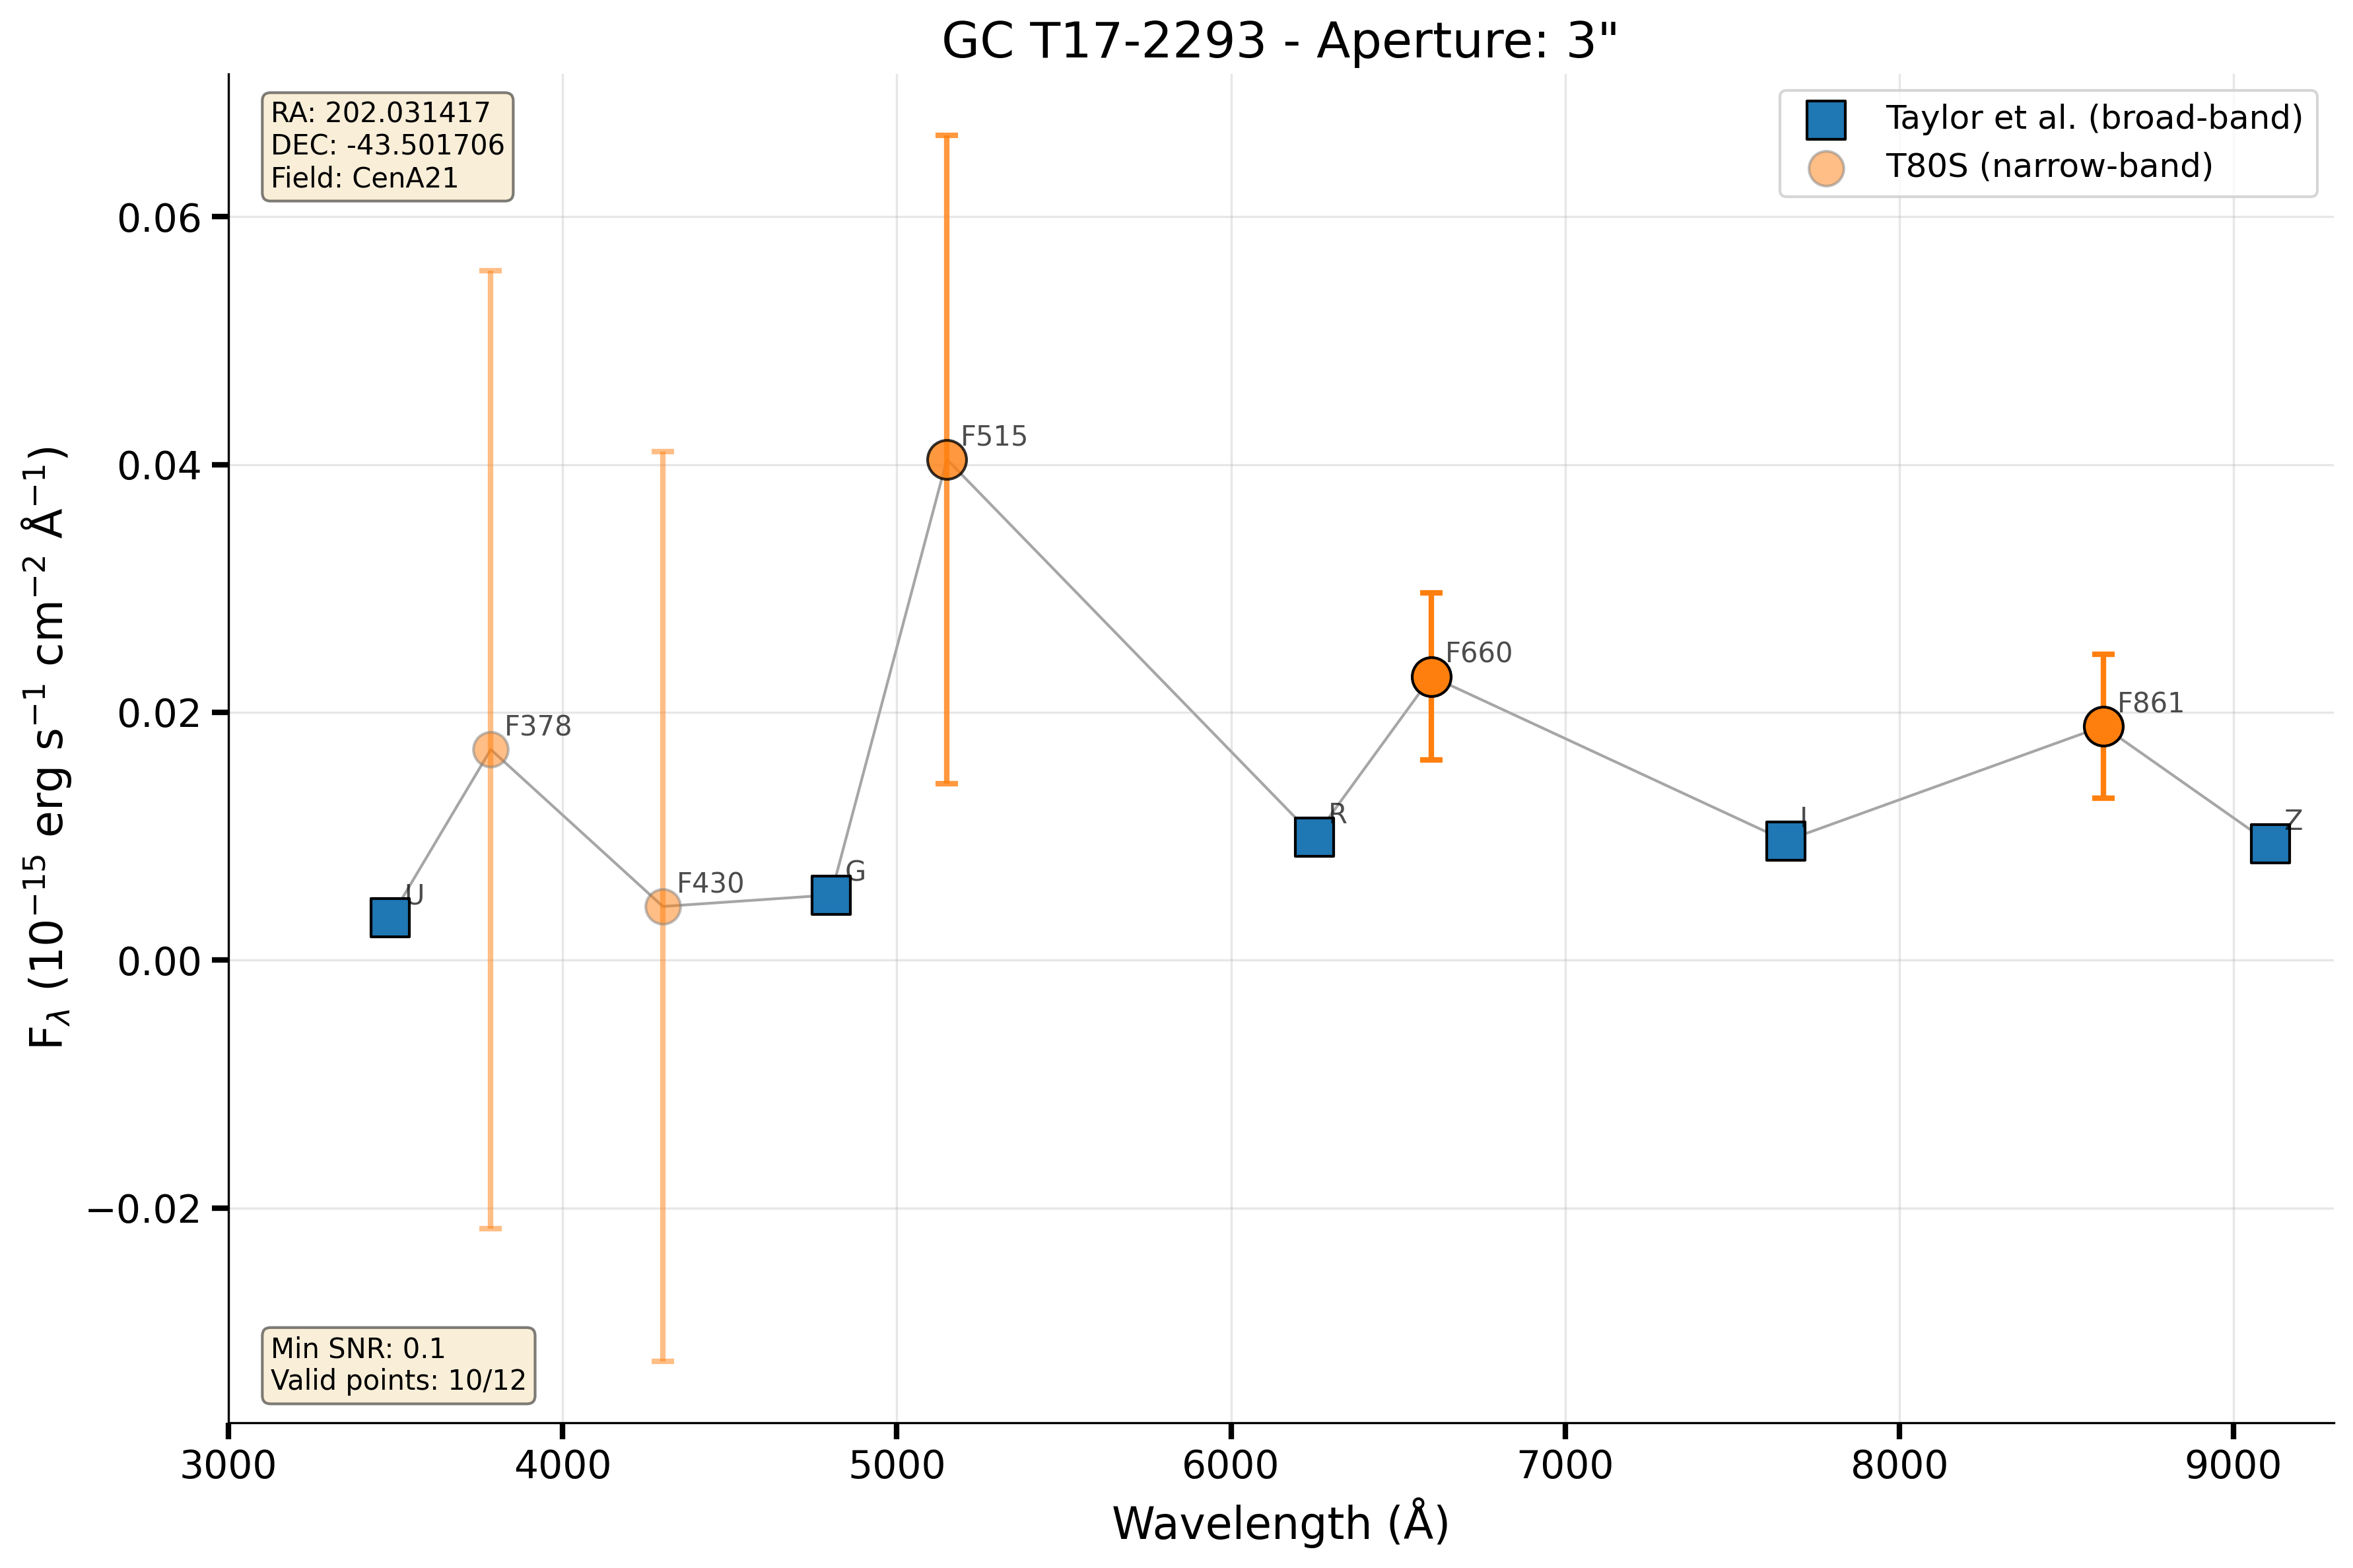 GC T17-2293 - Aperture: 3"
RA: 202.031417
DEC: -43.501706
Field: CenA21
Taylor et al. (broad-band)
T80S (narrow-band)
0.06
0.04
0.02
0.00
−0.02
F_λ (10⁻¹⁵ erg s⁻¹ cm⁻² Å⁻¹)
U
F378
F430
G
F515
R
F660
I
F861
Z
Min SNR: 0.1
Valid points: 10/12
3000 4000 5000 6000 7000 8000 9000
Wavelength (Å)